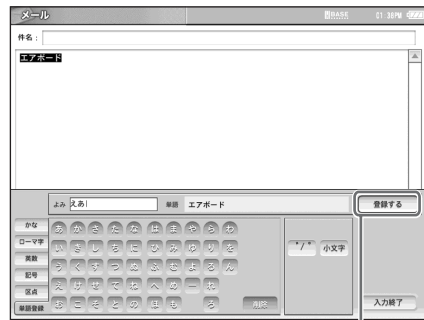 メール BASE 01:38PM
件名：
エアボード
よみ えあ 単語 エアボード 登録する
かな あ か さ た な は ま や ら わ
ローマ字 い き し ち に ひ み ゆ り を
゛/゜ 小文字
英数 う く す つ ぬ ふ む よ る ん
記号 え け せ て ね へ め ー れ
区点
単語登録 お こ そ と の ほ も ろ 削除 入力終了